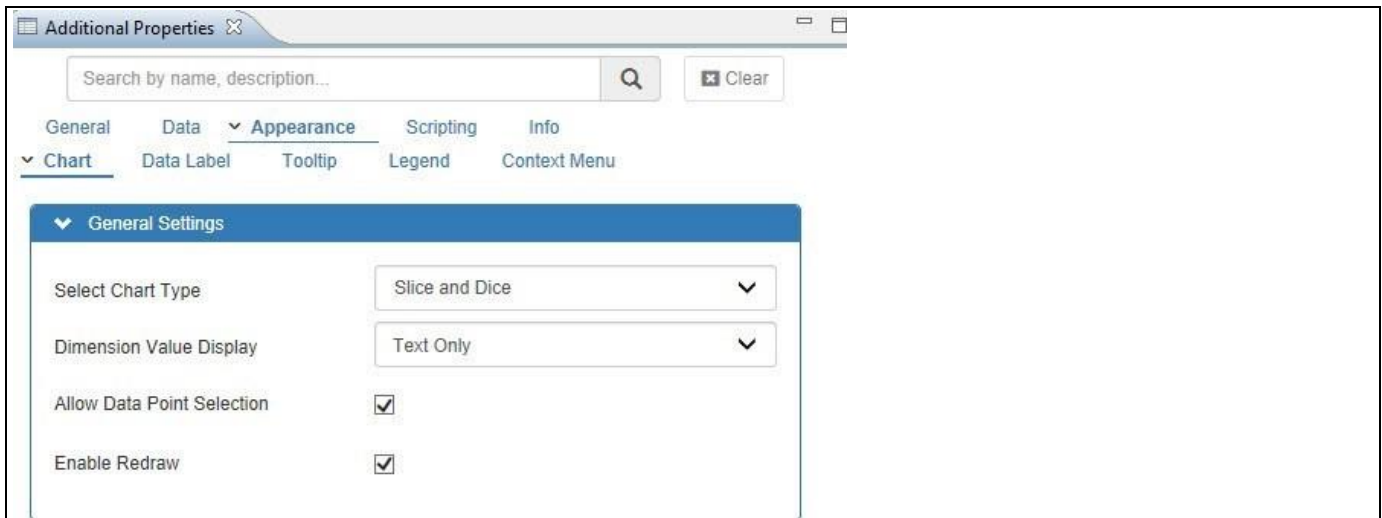 Additional Properties
Search by name, description...
Clear
General Data Appearance Scripting Info
Chart Data Label Tooltip Legend Context Menu
General Settings
Select Chart Type Slice and Dice
Dimension Value Display Text Only
Allow Data Point Selection
Enable Redraw